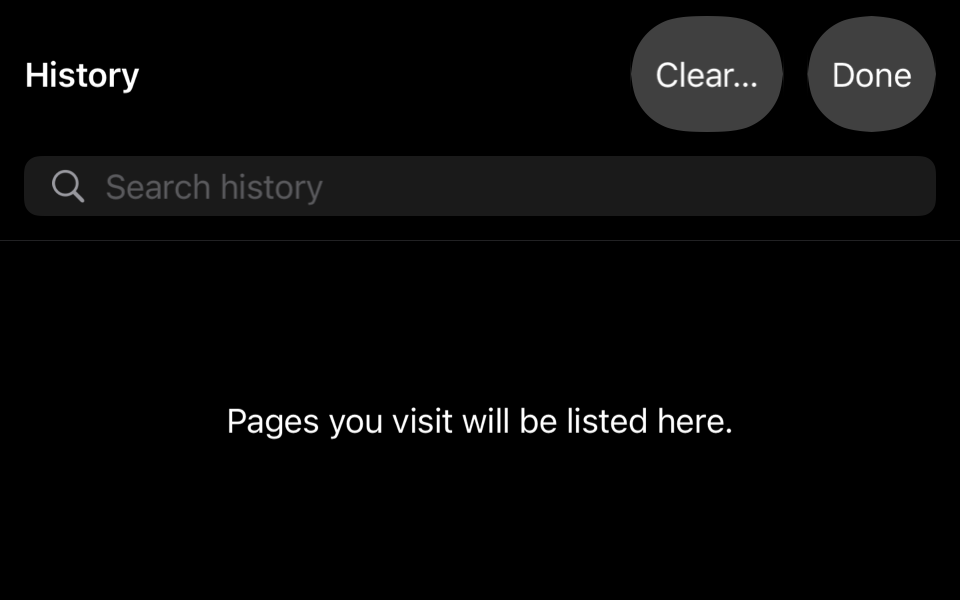 History
Clear...
Done
Search history
Pages you visit will be listed here.